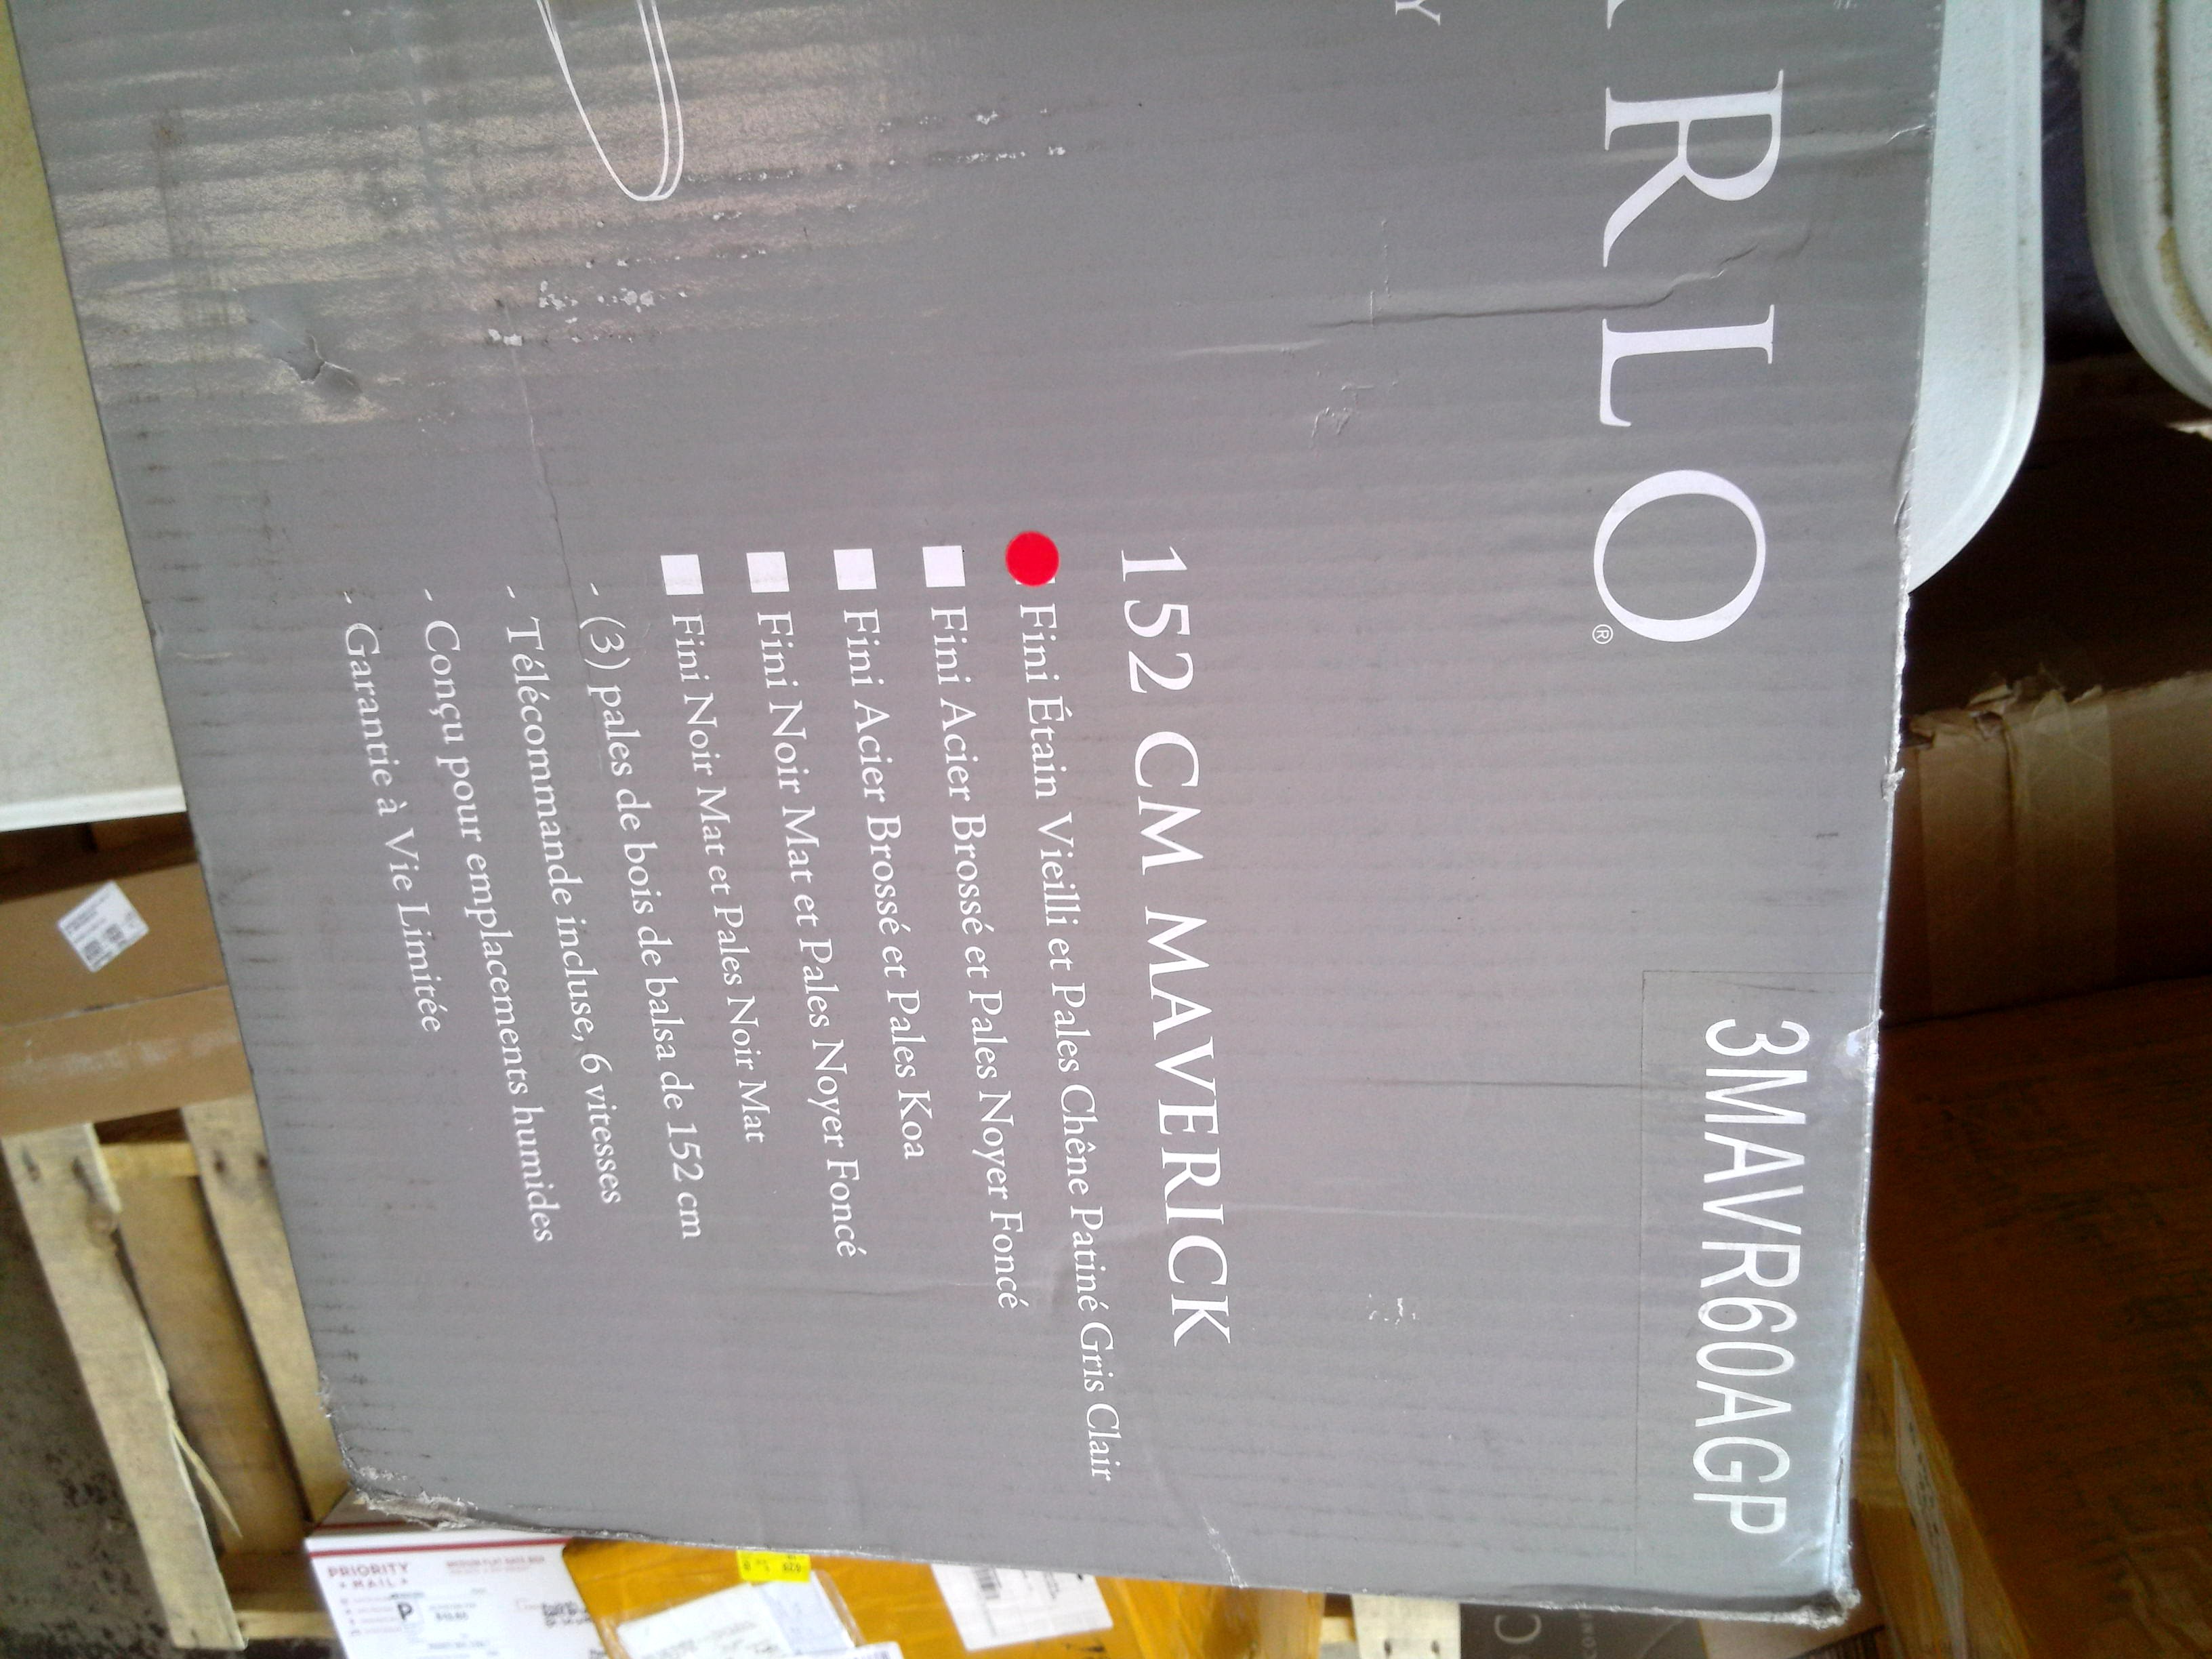 RLO®
Y
3MAVR60AGP
152 CM MAVERICK
Fini Étain Vieilli et Pales Chêne Patiné Gris Clair
Fini Acier Brossé et Pales Noyer Foncé
Fini Acier Brossé et Pales Koa
Fini Noir Mat et Pales Noyer Foncé
Fini Noir Mat et Pales Noir Mat
- (3) pales de bois de balsa de 152 cm
- Télécommande incluse, 6 vitesses
- Conçu pour emplacements humides
- Garantie à Vie Limitée
PRIORITY
MAIL
P